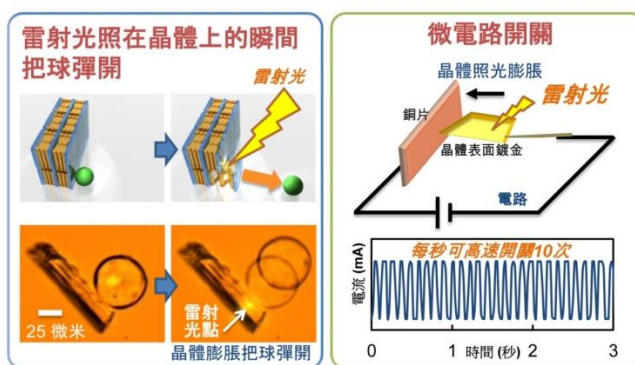 雷射光照在晶體上的瞬間
把球彈開
雷射光
25 微米
雷射
光點
晶體膨脹把球彈開
微電路開關
晶體照光膨脹
雷射光
銅片
晶體表面鍍金
電路
每秒可高速開關10次
電流 (mA)
0 1 2 3
時間 (秒)